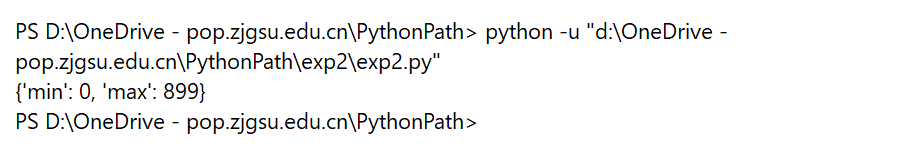 PS D:\OneDrive - pop.zjgsu.edu.cn\PythonPath> python -u "d:\OneDrive -
pop.zjgsu.edu.cn\PythonPath\exp2\exp2.py"
{'min': 0, 'max': 899}
PS D:\OneDrive - pop.zjgsu.edu.cn\PythonPath>